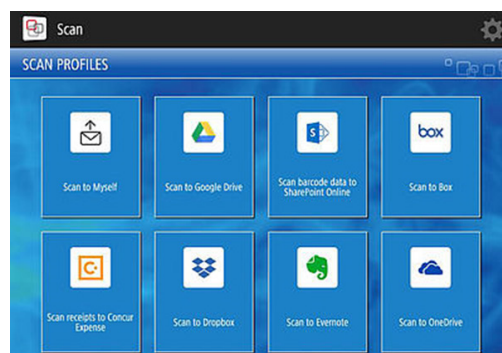 Scan
SCAN PROFILES
Scan to Myself
Scan to Google Drive
S
Scan barcode data to
SharePoint Online
box
Scan to Box
C
Scan receipts to Concur
Expense
Scan to Dropbox
Scan to Evernote
Scan to OneDrive